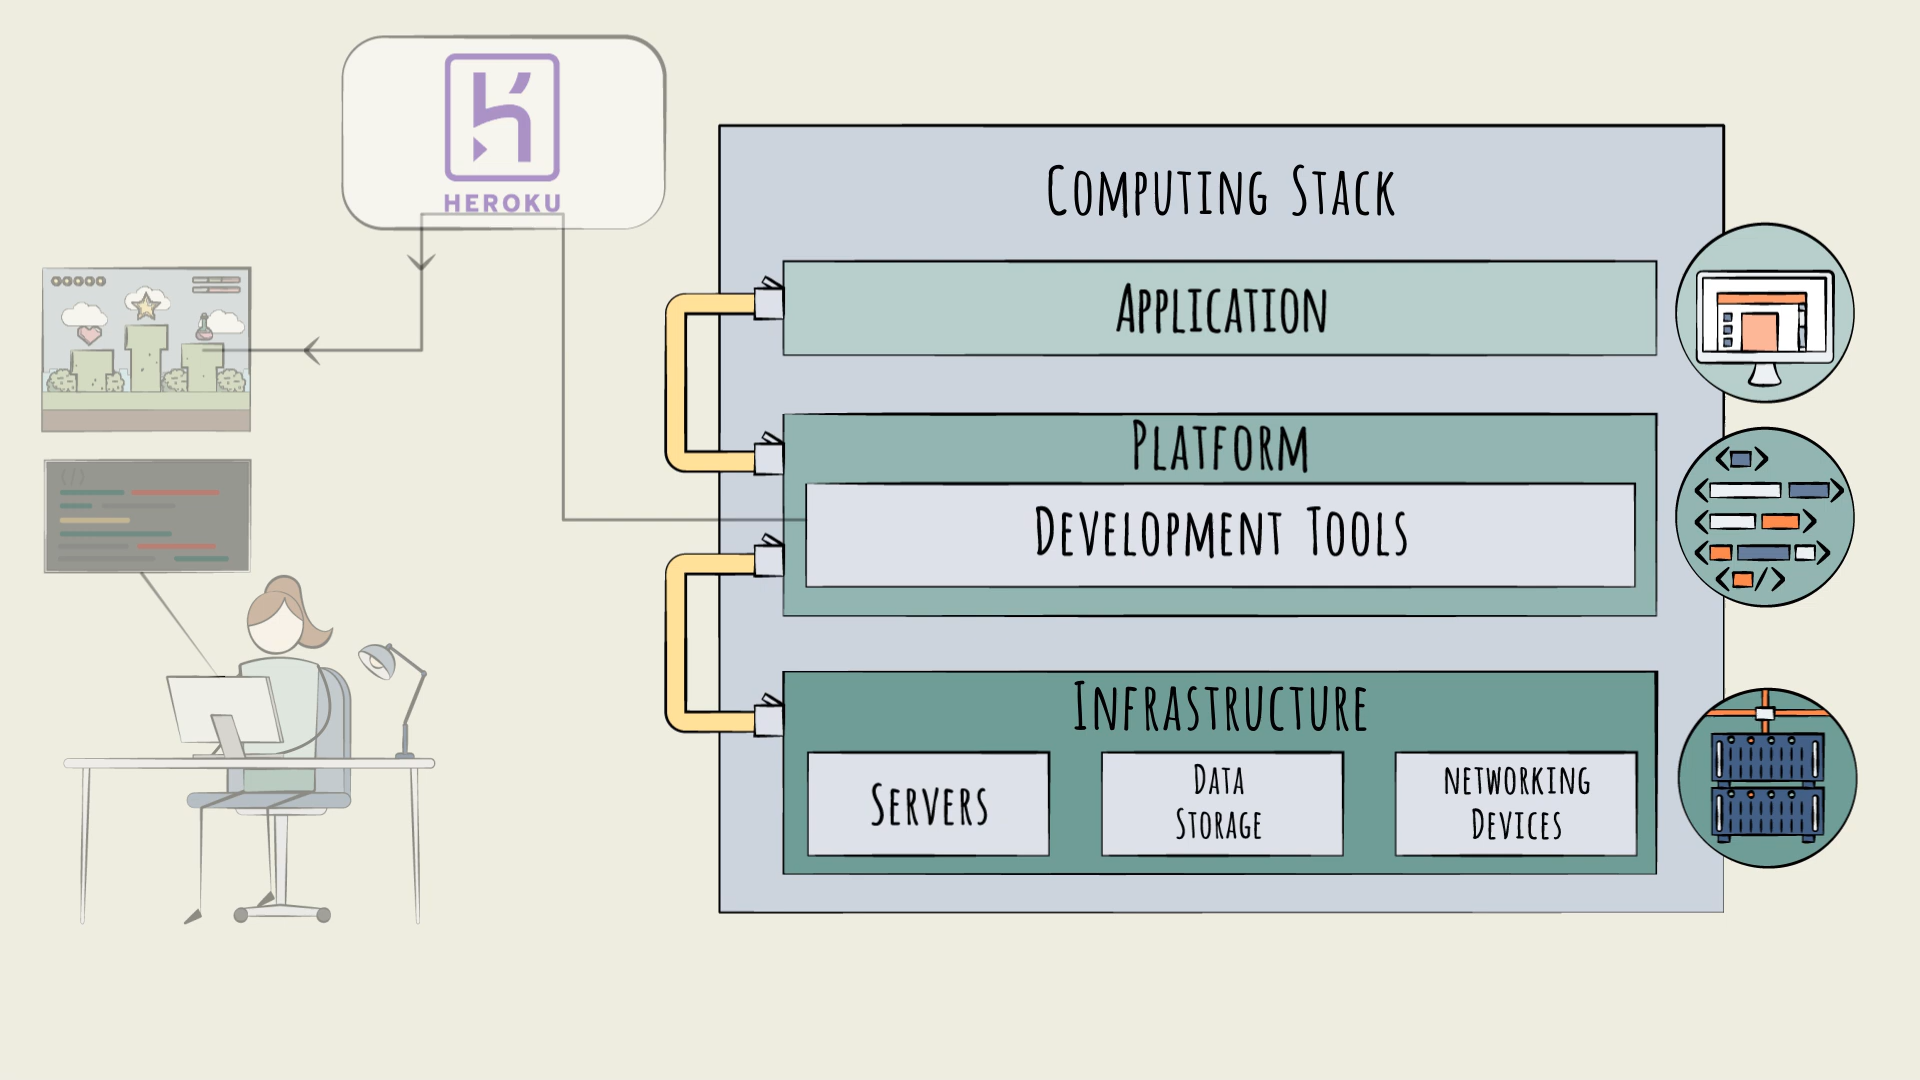 HEROKU
COMPUTING STACK
APPLICATION
PLATFORM
DEVELOPMENT TOOLS
INFRASTRUCTURE
SERVERS
DATA
STORAGE
NETWORKING
DEVICES